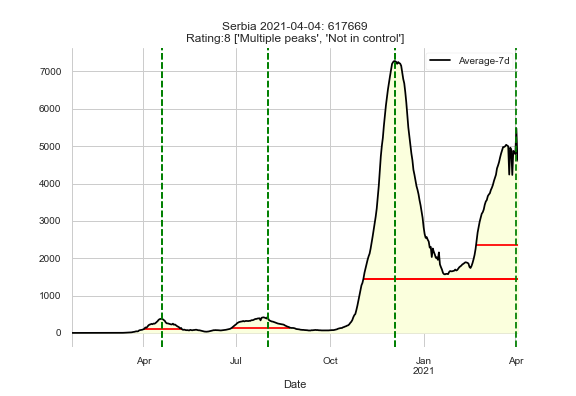 Serbia 2021-04-04: 617669
Rating:8 ['Multiple peaks', 'Not in control']
Average-7d
7000
6000
5000
4000
3000
2000
1000
0
Apr
Jul
Oct
Jan
2021
Apr
Date